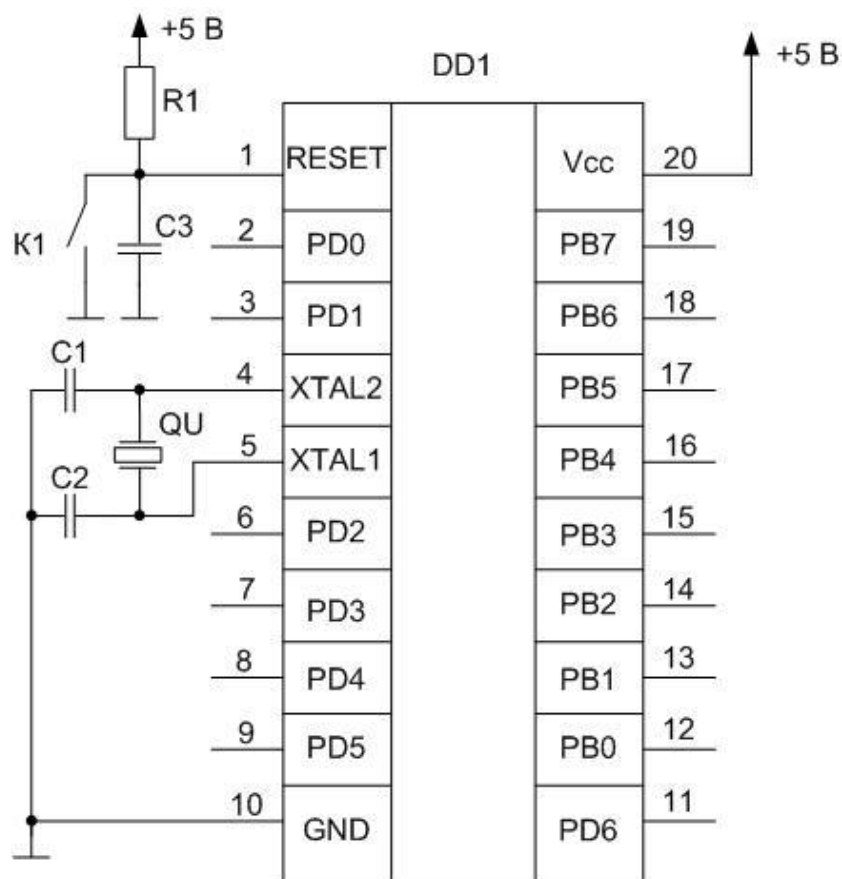 +5 В
DD1
+5 В
R1
1
RESET
Vcc
20
К1
C3
2
PD0
PB7
19
3
PD1
PB6
18
C1
4
XTAL2
PB5
17
QU
5
XTAL1
PB4
16
C2
6
PD2
PB3
15
7
PD3
PB2
14
8
PD4
PB1
13
9
PD5
PB0
12
10
GND
PD6
11